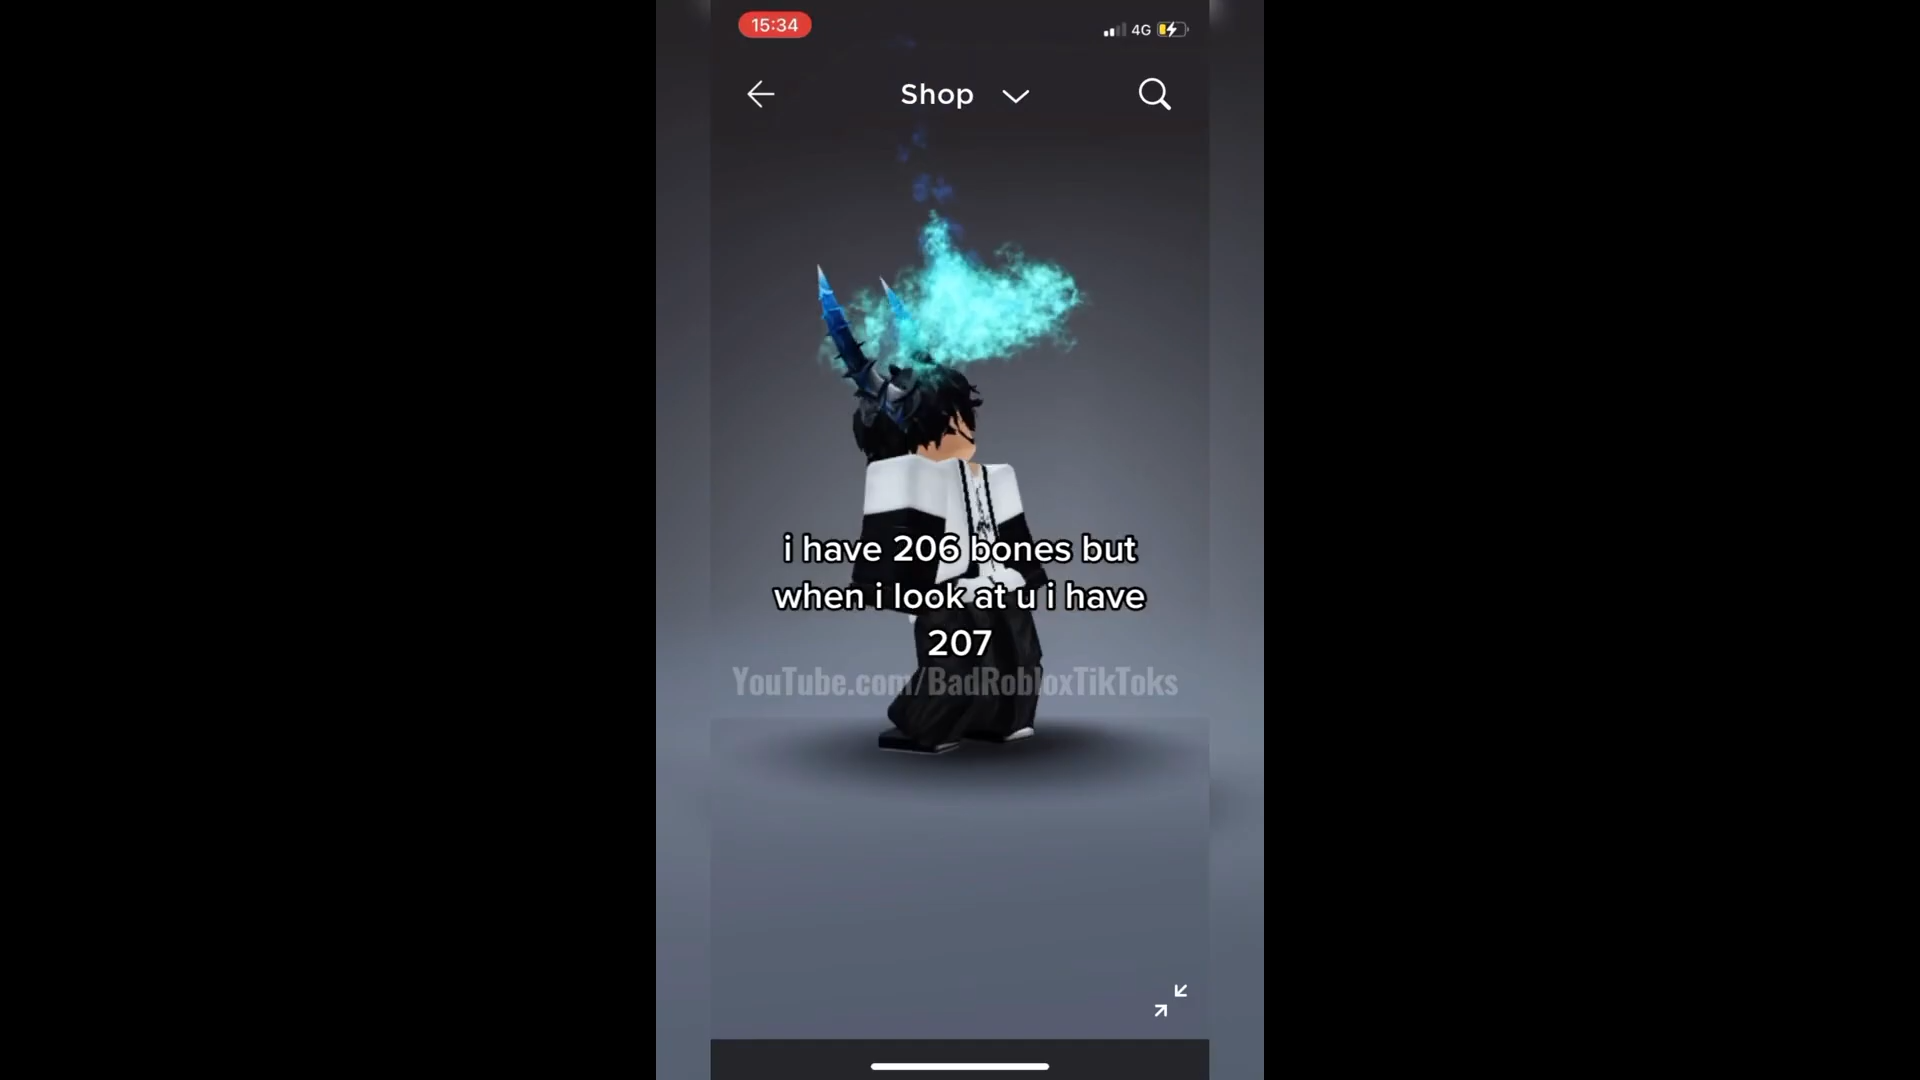 15:34
4G
Shop
i have 206 bones but
when i look at u i have
207
YouTube.com/BadRobloxTikToks